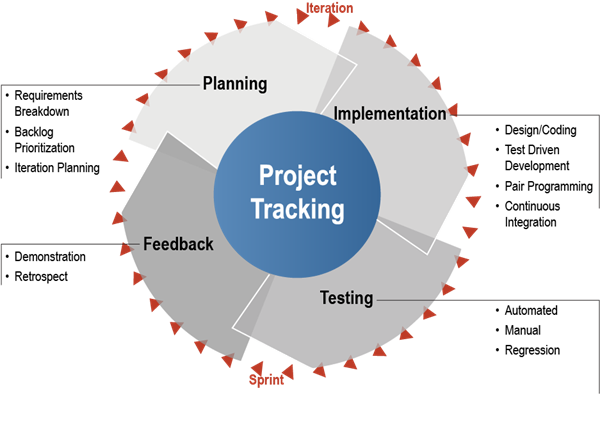 Iteration
Planning
• Requirements
Breakdown
• Backlog
Prioritization
• Iteration Planning
Implementation
• Design/Coding
• Test Driven
Development
• Pair Programming
• Continuous
Integration
Project
Tracking
Feedback
• Demonstration
• Retrospect
Testing
• Automated
• Manual
• Regression
Sprint